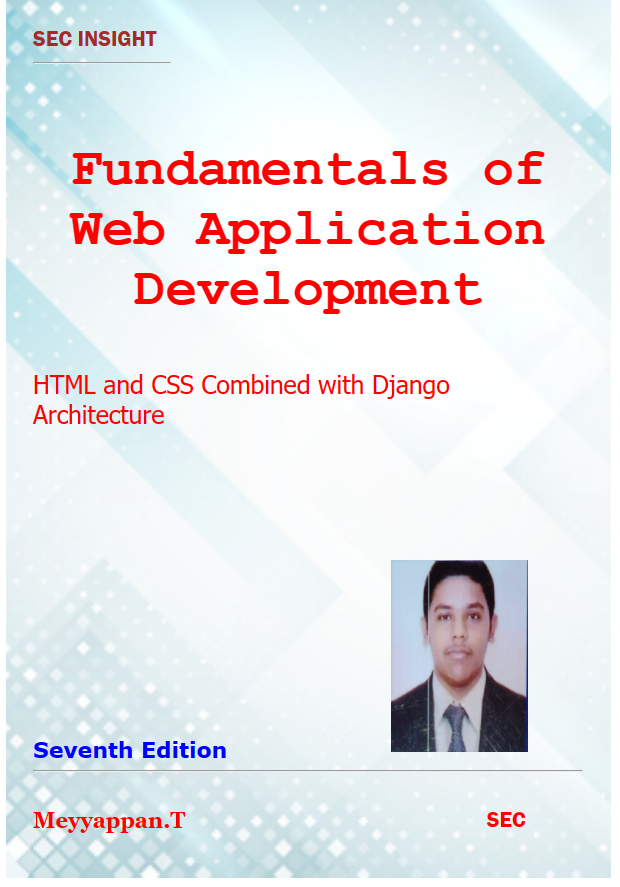 SEC INSIGHT
Fundamentals of
Web Application
Development
HTML and CSS Combined with Django
Architecture
Seventh Edition
Meyyappan.T
SEC